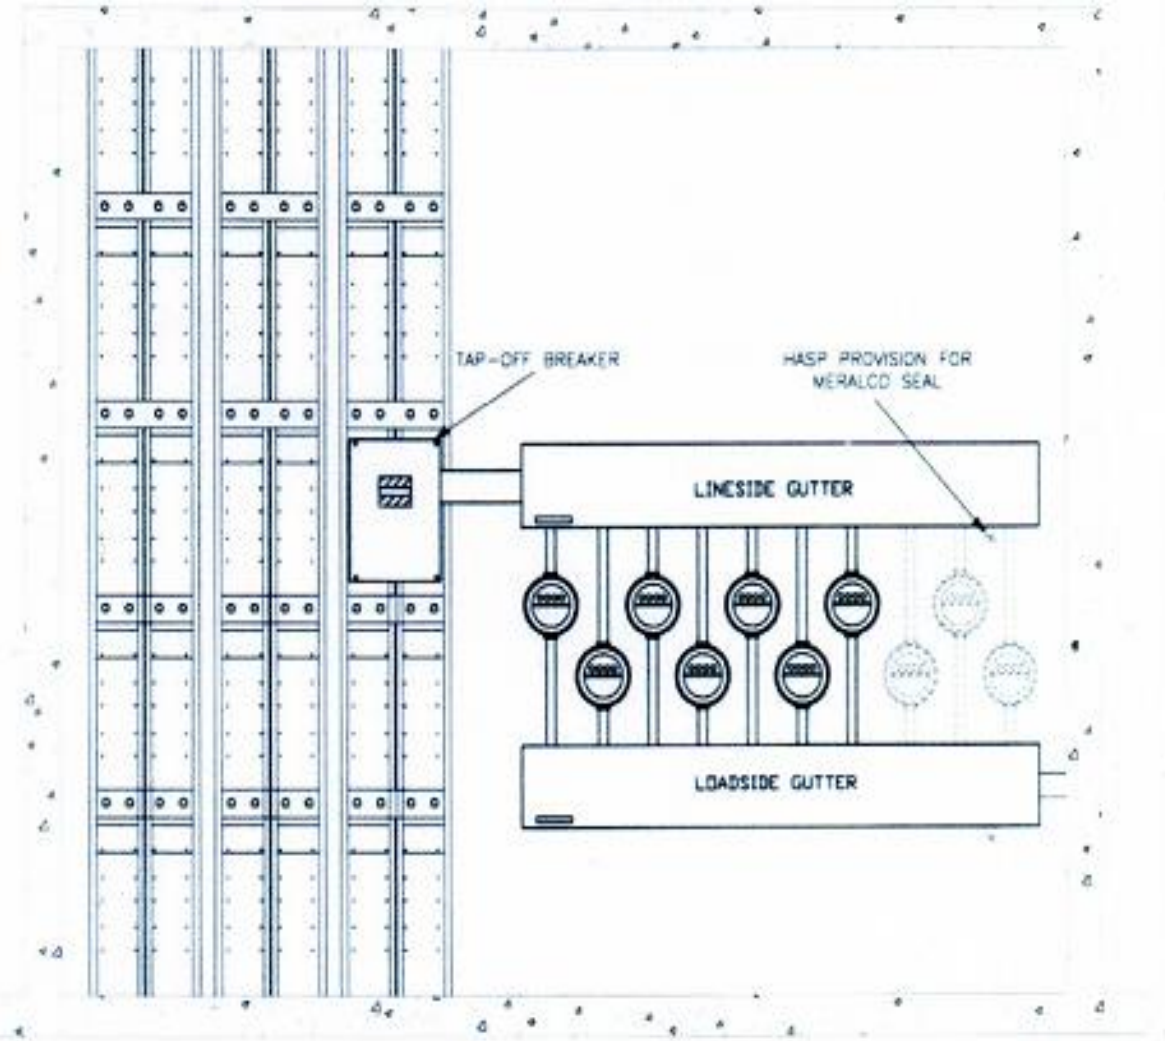 TAP-OFF BREAKER
HASP PROVISION FOR
MERALCO SEAL
LINESIDE GUTTER
LOADSIDE GUTTER